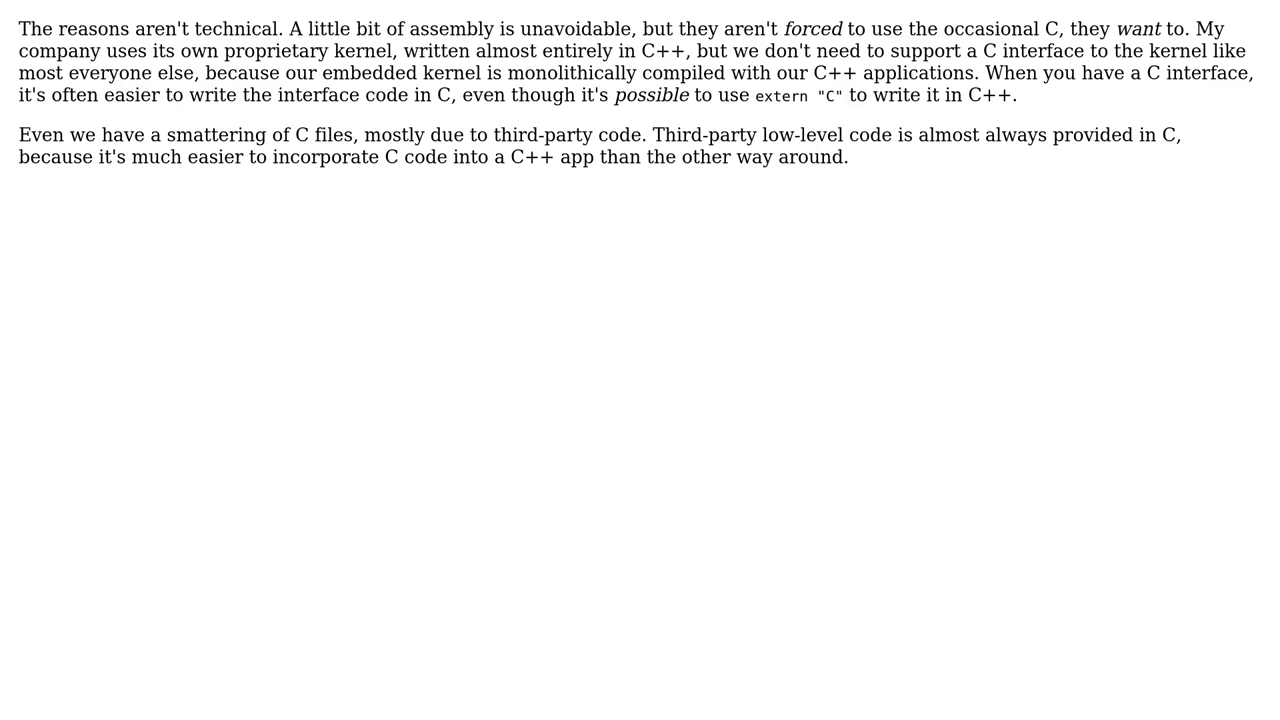 The reasons aren't technical. A little bit of assembly is unavoidable, but they aren't forced to use the occasional C, they want to. My
company uses its own proprietary kernel, written almost entirely in C++, but we don't need to support a C interface to the kernel like
most everyone else, because our embedded kernel is monolithically compiled with our C++ applications. When you have a C interface,
it's often easier to write the interface code in C, even though it's possible to use extern "C" to write it in C++.
Even we have a smattering of C files, mostly due to third-party code. Third-party low-level code is almost always provided in C,
because it's much easier to incorporate C code into a C++ app than the other way around.